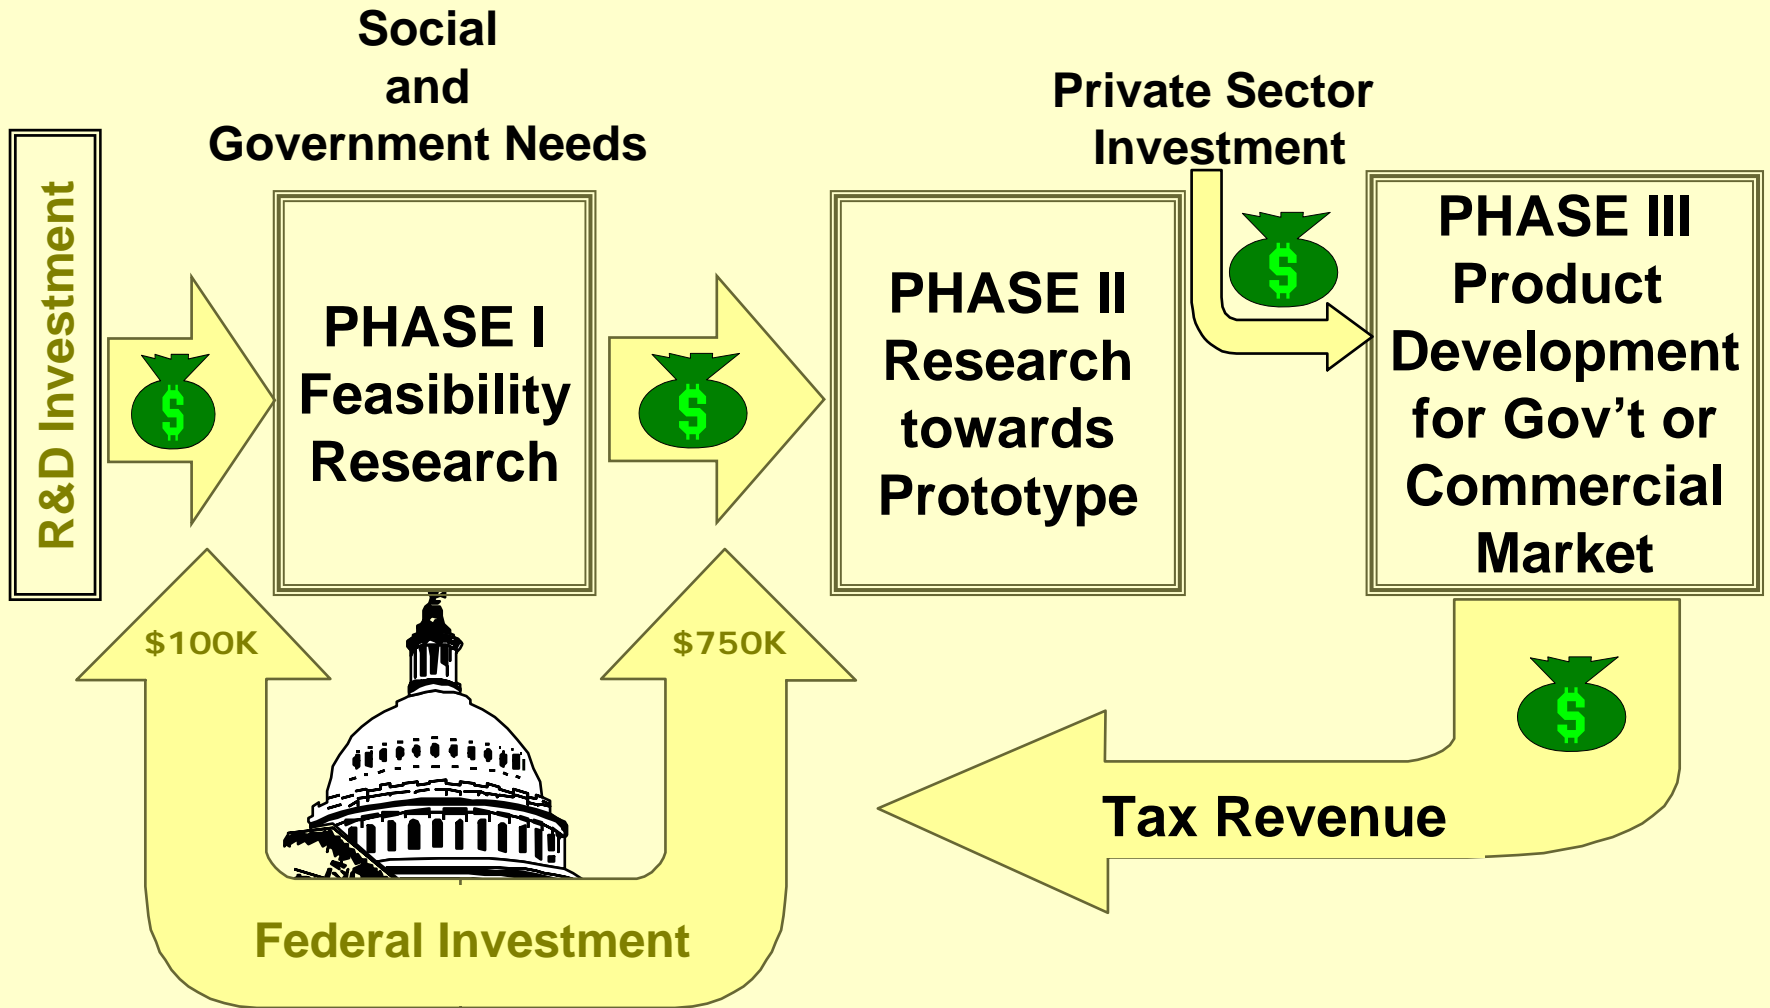 Social
and
Government Needs
Private Sector
Investment
R&D Investment
$
PHASE I
Feasibility
Research
$
PHASE II
Research
towards
Prototype
$
PHASE III
Product
Development
for Gov’t or
Commercial
Market
$100K
$750K
$
Tax Revenue
Federal Investment